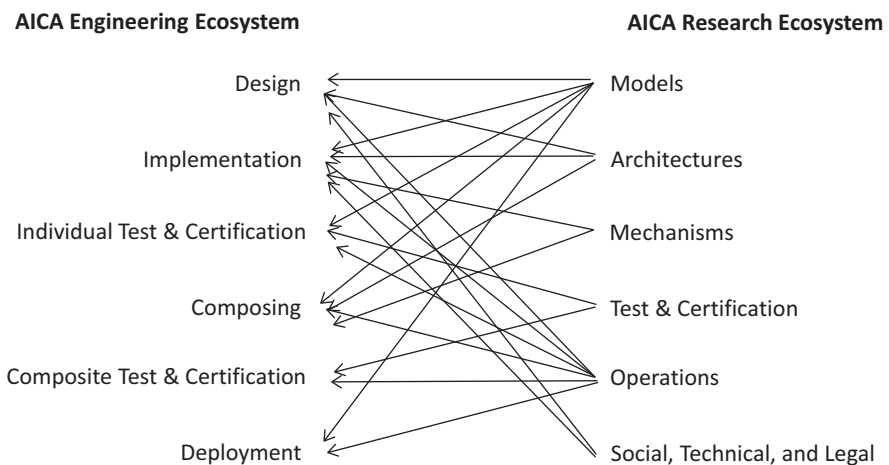 AICA Engineering Ecosystem
AICA Research Ecosystem
Design
Models
Implementation
Architectures
Individual Test & Certification
Mechanisms
Composing
Test & Certification
Composite Test & Certification
Operations
Deployment
Social, Technical, and Legal